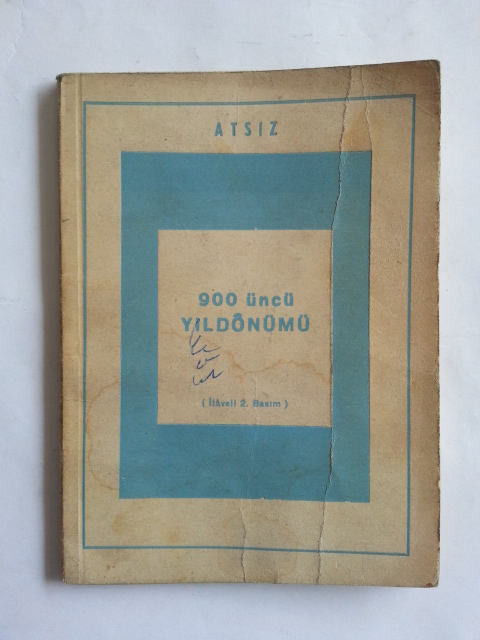 ATSIZ
900 üncü
YILDÖNÜMÜ
( İlâveli 2. Basım )